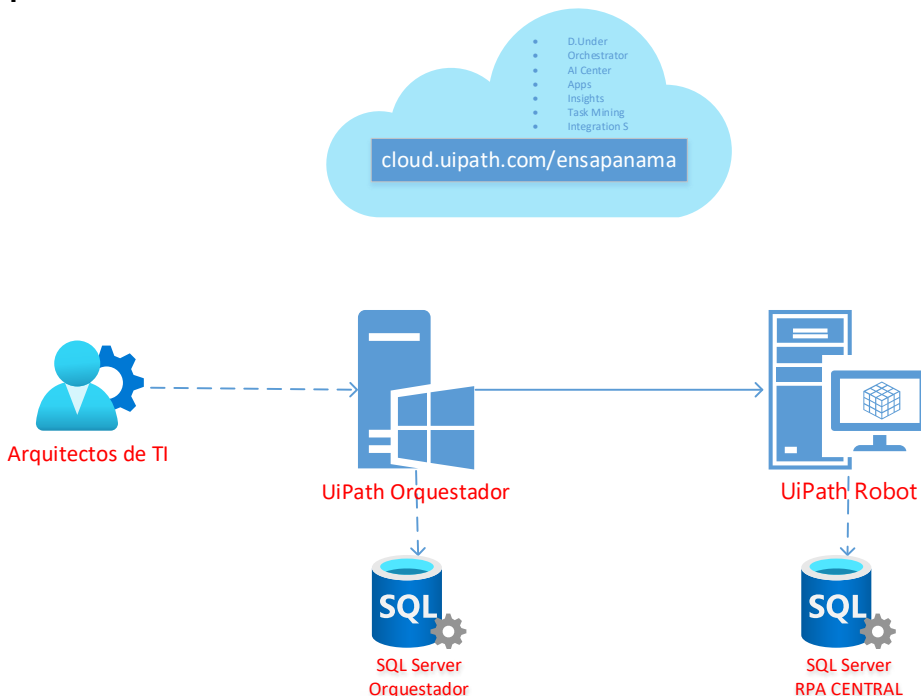 • D.Under
• Orchestrator
• AI Center
• Apps
• Insights
• Task Mining
• Integration S
cloud.uipath.com/ensapanama
Arquitectos de TI
UiPath Orquestador
UiPath Robot
SQL
SQL
SQL Server
Orquestador
SQL Server
RPA CENTRAL